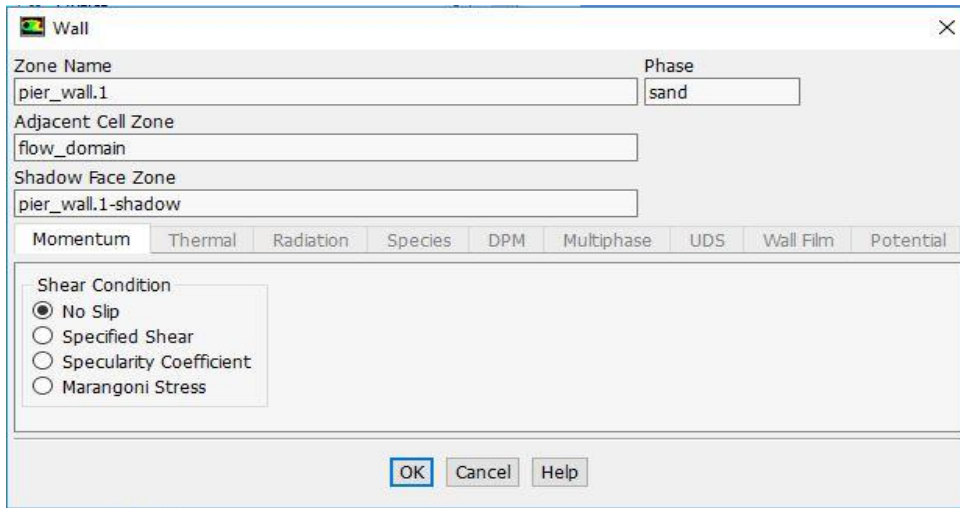 Wall
Zone Name Phase
pier_wall.1 sand
Adjacent Cell Zone
flow_domain
Shadow Face Zone
pier_wall.1-shadow
Momentum Thermal Radiation Species DPM Multiphase UDS Wall Film Potential
Shear Condition
No Slip
Specified Shear
Specularity Coefficient
Marangoni Stress
OK Cancel Help